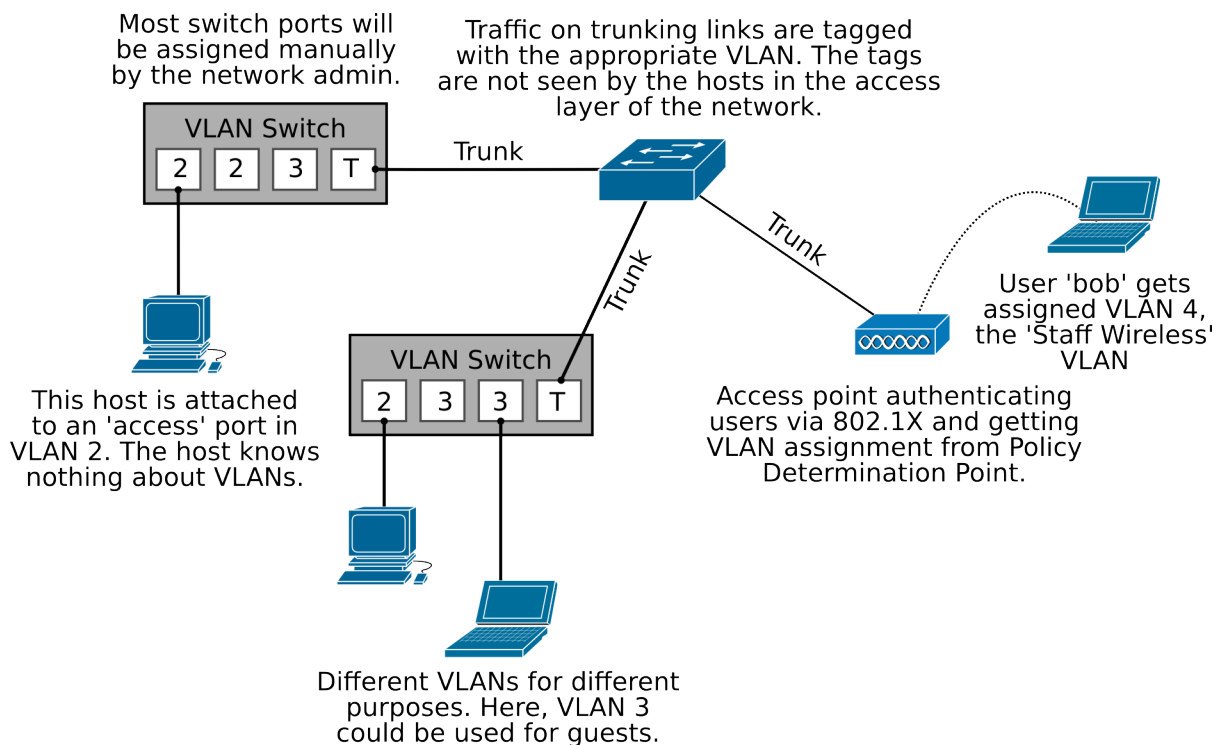 Most switch ports will
be assigned manually
by the network admin.
Traffic on trunking links are tagged
with the appropriate VLAN. The tags
are not seen by the hosts in the access
layer of the network.
VLAN Switch
2 2 3 T
Trunk
Trunk
Trunk
User 'bob' gets
assigned VLAN 4,
the 'Staff Wireless'
VLAN
VLAN Switch
2 3 3 T
This host is attached
to an 'access' port in
VLAN 2. The host knows
nothing about VLANs.
Access point authenticating
users via 802.1X and getting
VLAN assignment from Policy
Determination Point.
Different VLANs for different
purposes. Here, VLAN 3
could be used for guests.